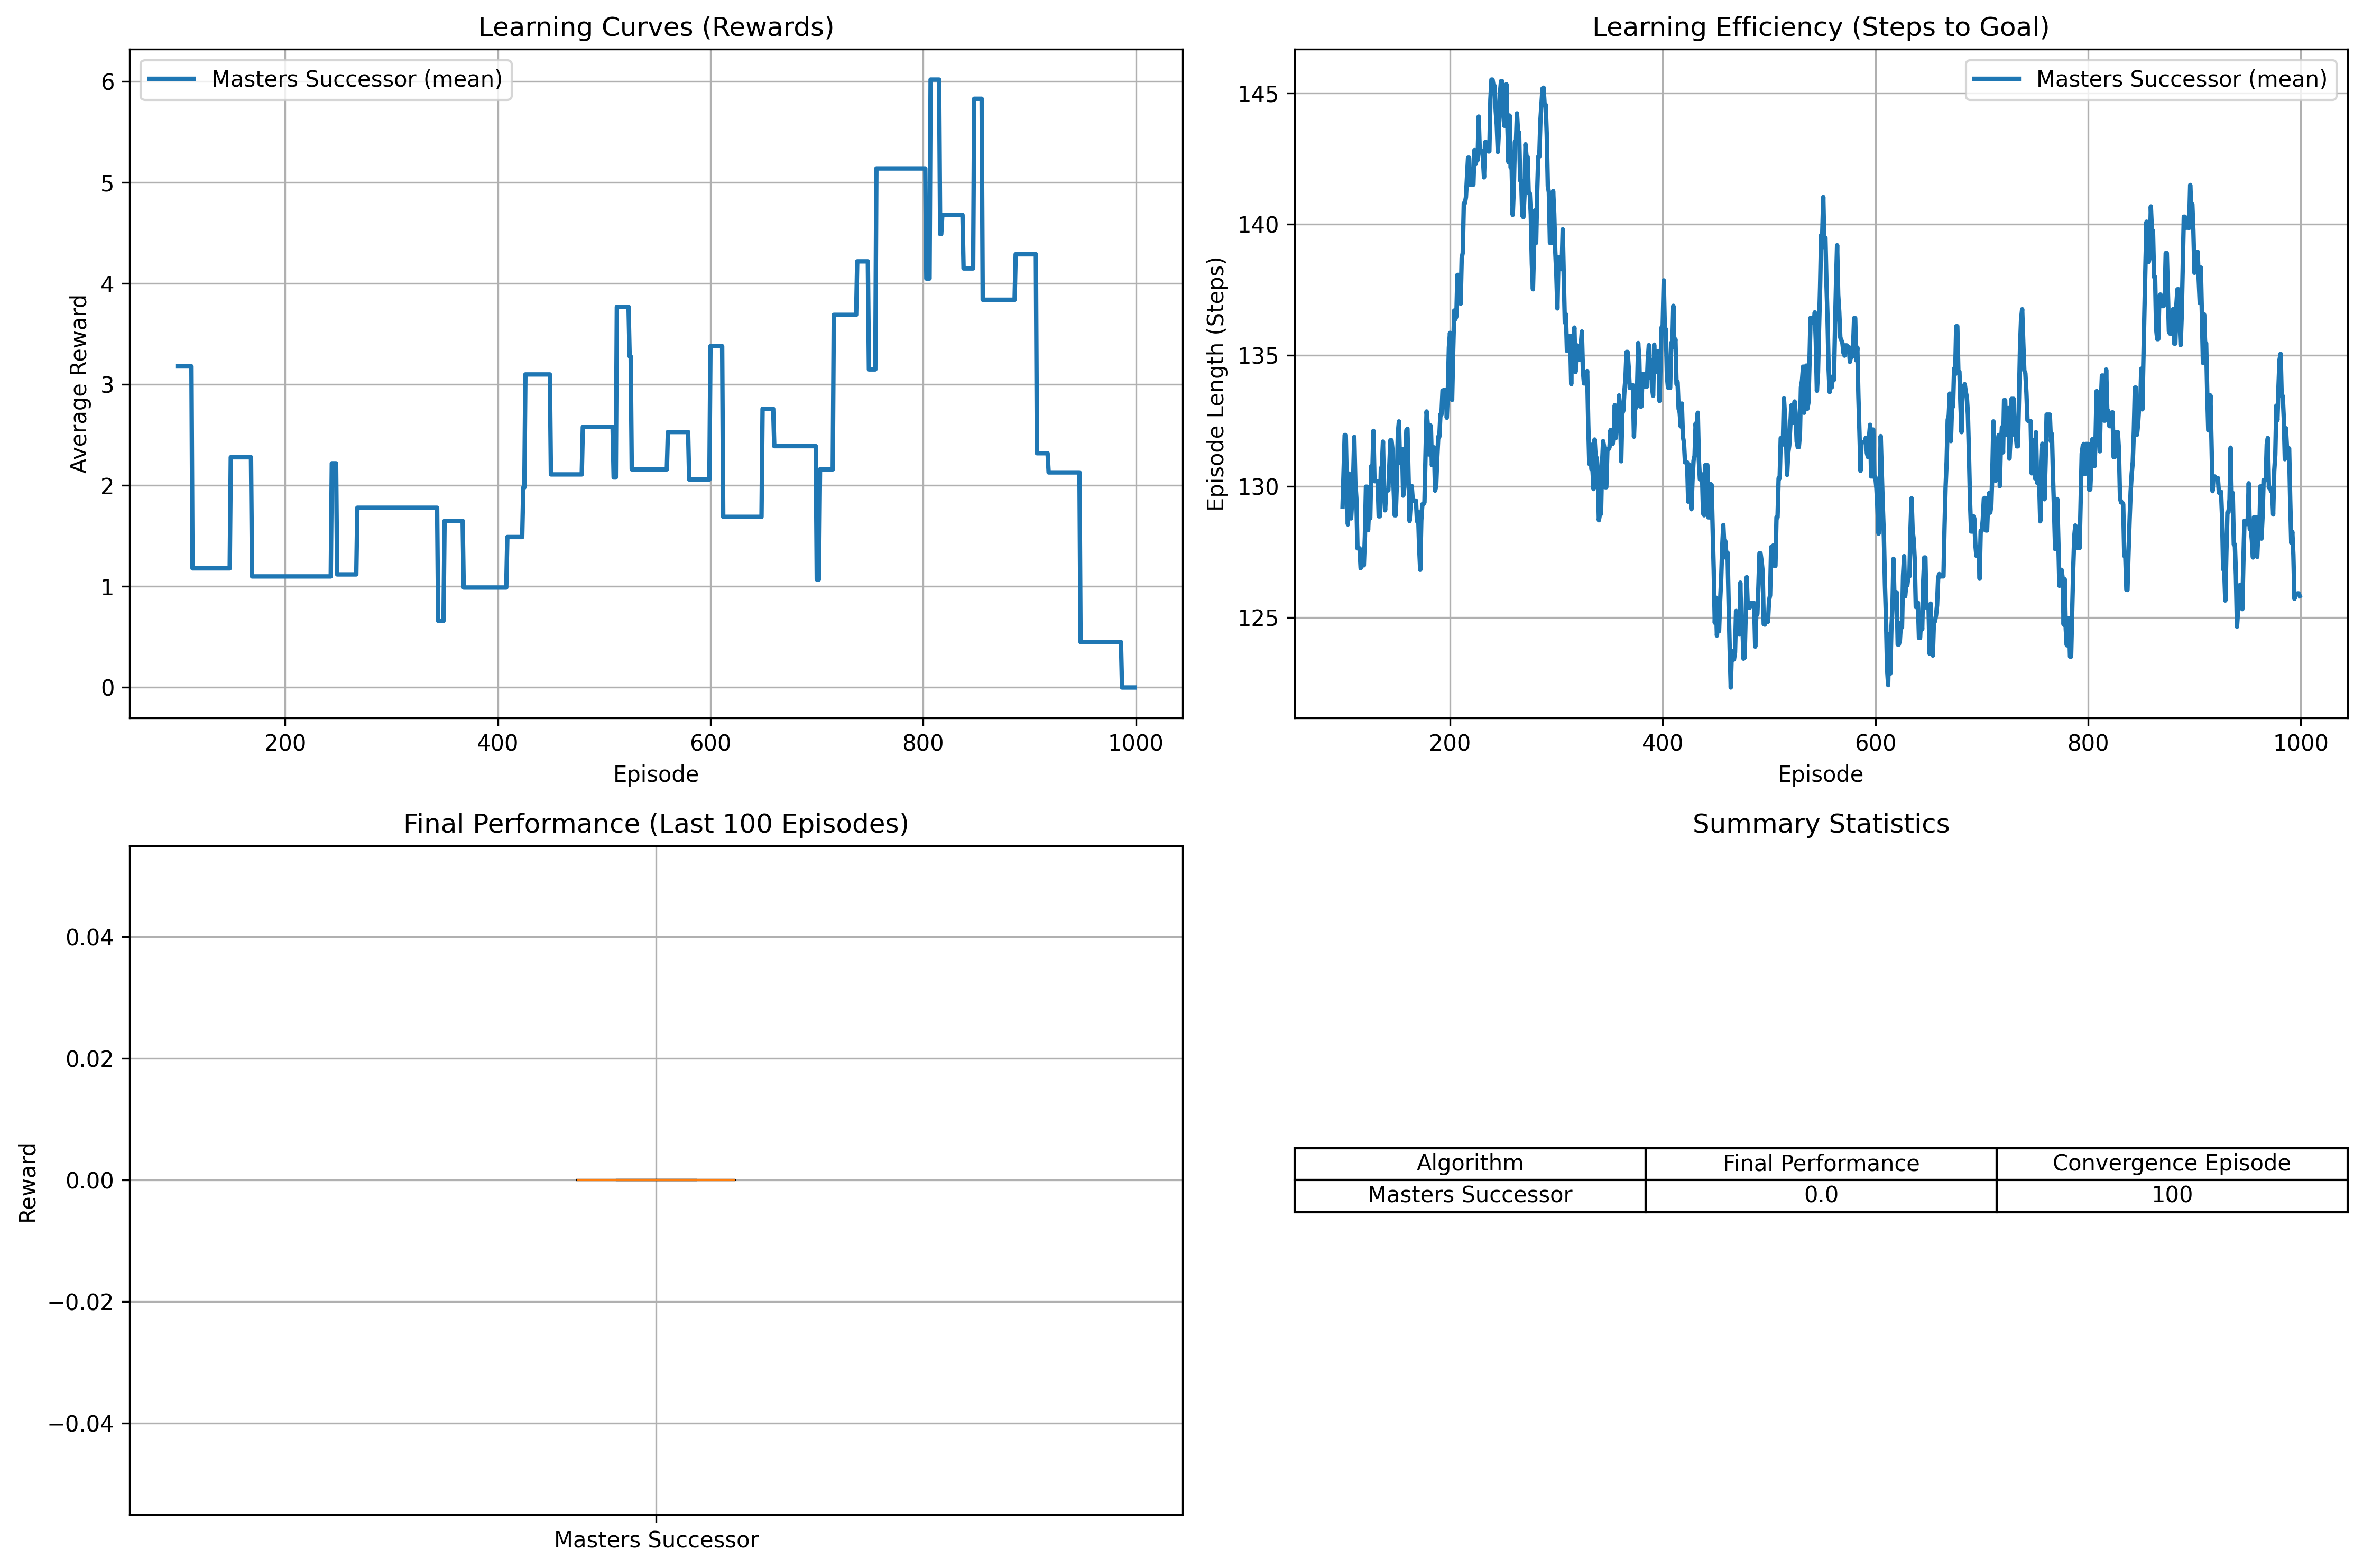 Learning Curves (Rewards)
Masters Successor (mean)
Average Reward
6
5
4
3
2
1
0
200 400 600 800 1000
Episode
Learning Efficiency (Steps to Goal)
Masters Successor (mean)
Episode Length (Steps)
145
140
135
130
125
200 400 600 800 1000
Episode
Final Performance (Last 100 Episodes)
Reward
0.04
0.02
0.00
−0.02
−0.04
Masters Successor
Summary Statistics
Algorithm Final Performance Convergence Episode
Masters Successor 0.0 100